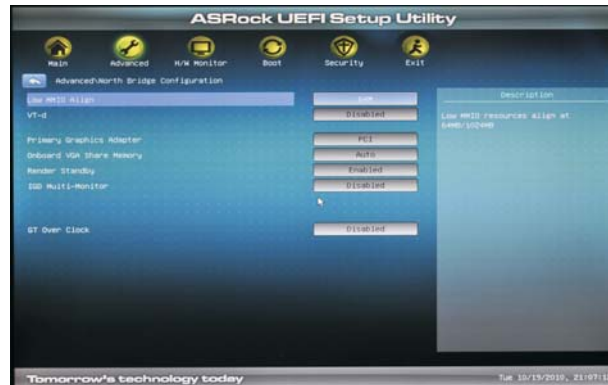 ASRock UEFI Setup Utility
Main Advanced H/W Monitor Boot Security Exit
Advanced\North Bridge Configuration
Low MMIO Align 64M
VT-d Disabled
Primary Graphics Adapter PCI
Onboard VGA Share Memory Auto
Render Standby Enabled
IGD Multi-Monitor Disabled
GT Over Clock Disabled
Description
Low MMIO resources align at
64MB/1024MB
Tomorrow's technology today
Tue 10/19/2010,